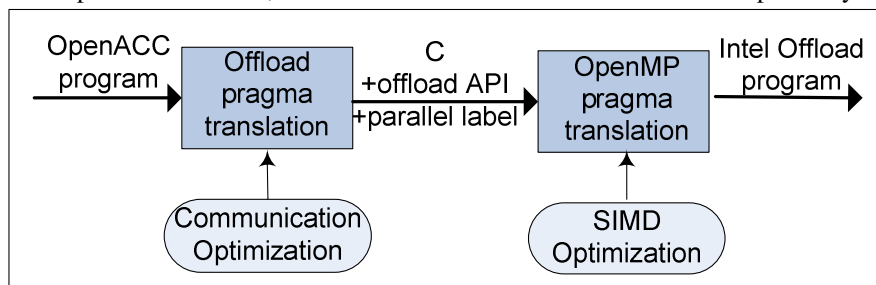 OpenACC
program
Offload
pragma
translation
C
+offload API
+parallel label
OpenMP
pragma
translation
Intel Offload
program
Communication
Optimization
SIMD
Optimization